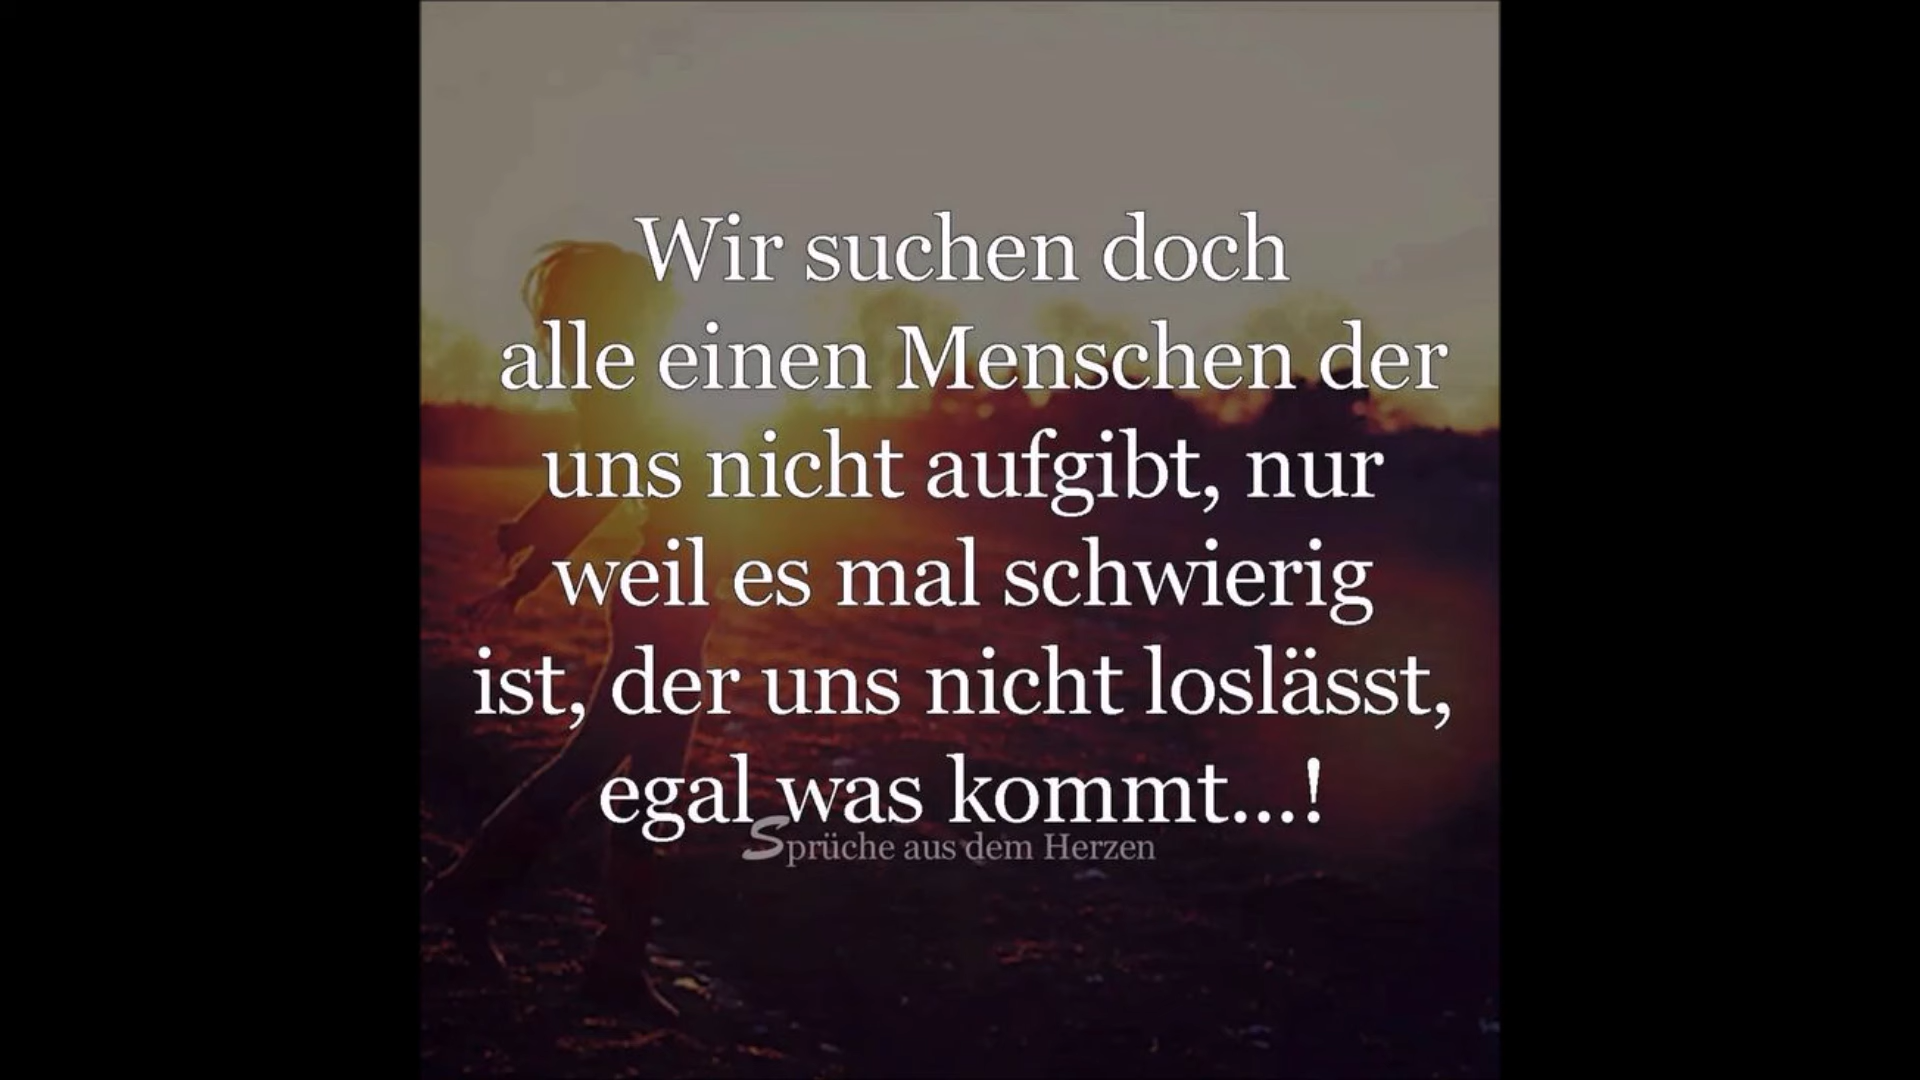 Wir suchen doch
alle einen Menschen der
uns nicht aufgibt, nur
weil es mal schwierig
ist, der uns nicht loslässt,
egal was kommt...!
Sprüche aus dem Herzen